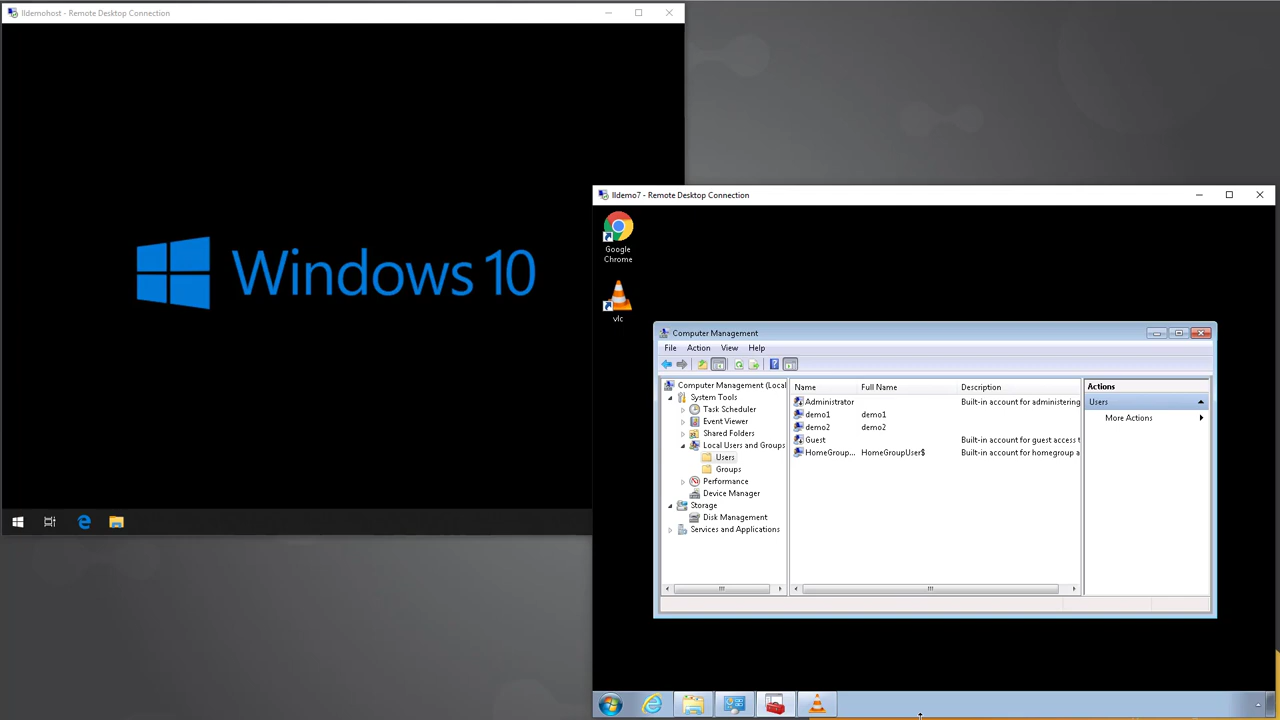 lldemohost - Remote Desktop Connection
Windows 10
lldemo7 - Remote Desktop Connection
Google
Chrome
vlc
Computer Management
File Action View Help
Computer Management (Local
System Tools
Task Scheduler
Event Viewer
Shared Folders
Local Users and Groups
Users
Groups
Performance
Device Manager
Storage
Disk Management
Services and Applications
Name Full Name Description
Administrator Built-in account for administering
demo1 demo1
demo2 demo2
Guest Built-in account for guest access t
HomeGroup... HomeGroupUser$ Built-in account for homegroup a
Actions
Users
More Actions